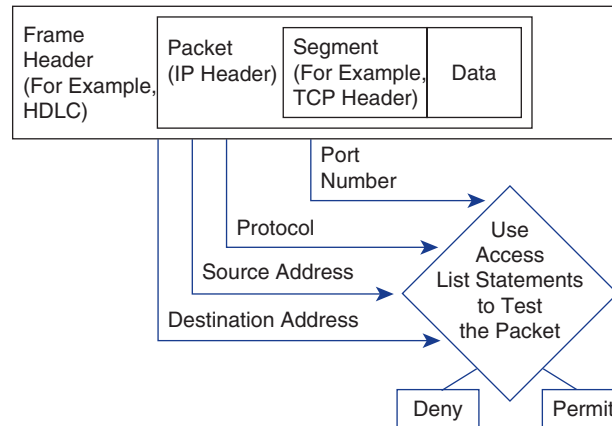 Frame
Header
(For Example,
HDLC)
Packet
(IP Header)
Segment
(For Example,
TCP Header)
Data
Port
Number
Protocol
Source Address
Destination Address
Use
Access
List Statements
to Test
the Packet
Deny
Permit